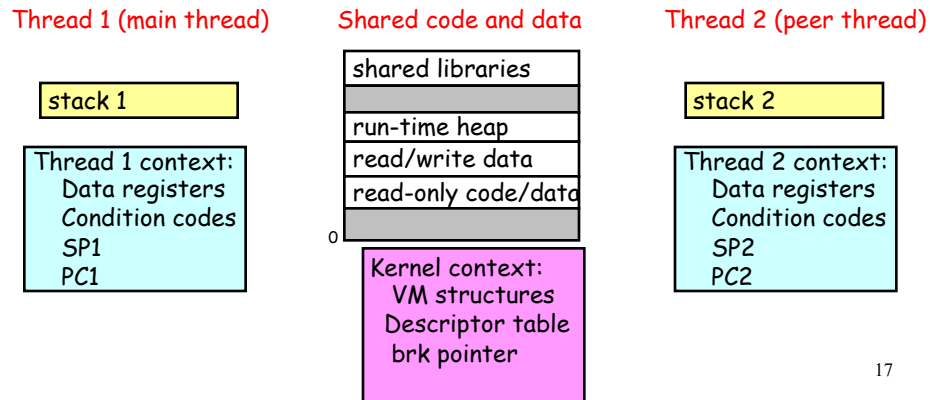 Thread 1 (main thread)
Shared code and data
Thread 2 (peer thread)
stack 1
shared libraries
run-time heap
read/write data
read-only code/data
0
stack 2
Thread 1 context:
Data registers
Condition codes
SP1
PC1
Kernel context:
VM structures
Descriptor table
brk pointer
Thread 2 context:
Data registers
Condition codes
SP2
PC2
17